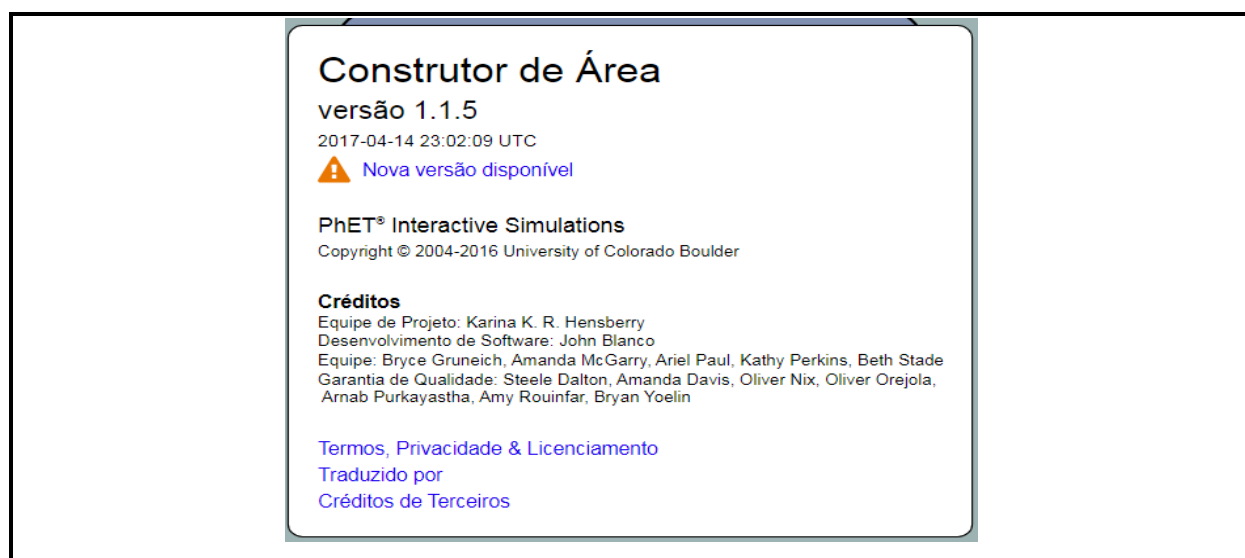 Construtor de Área
versão 1.1.5
2017-04-14 23:02:09 UTC
Nova versão disponível
PhET® Interactive Simulations
Copyright © 2004-2016 University of Colorado Boulder
Créditos
Equipe de Projeto: Karina K. R. Hensberry
Desenvolvimento de Software: John Blanco
Equipe: Bryce Gruneich, Amanda McGarry, Ariel Paul, Kathy Perkins, Beth Stade
Garantia de Qualidade: Steele Dalton, Amanda Davis, Oliver Nix, Oliver Orejola,
Arnab Purkayastha, Amy Rouinfar, Bryan Yoelin
Termos, Privacidade & Licenciamento
Traduzido por
Créditos de Terceiros